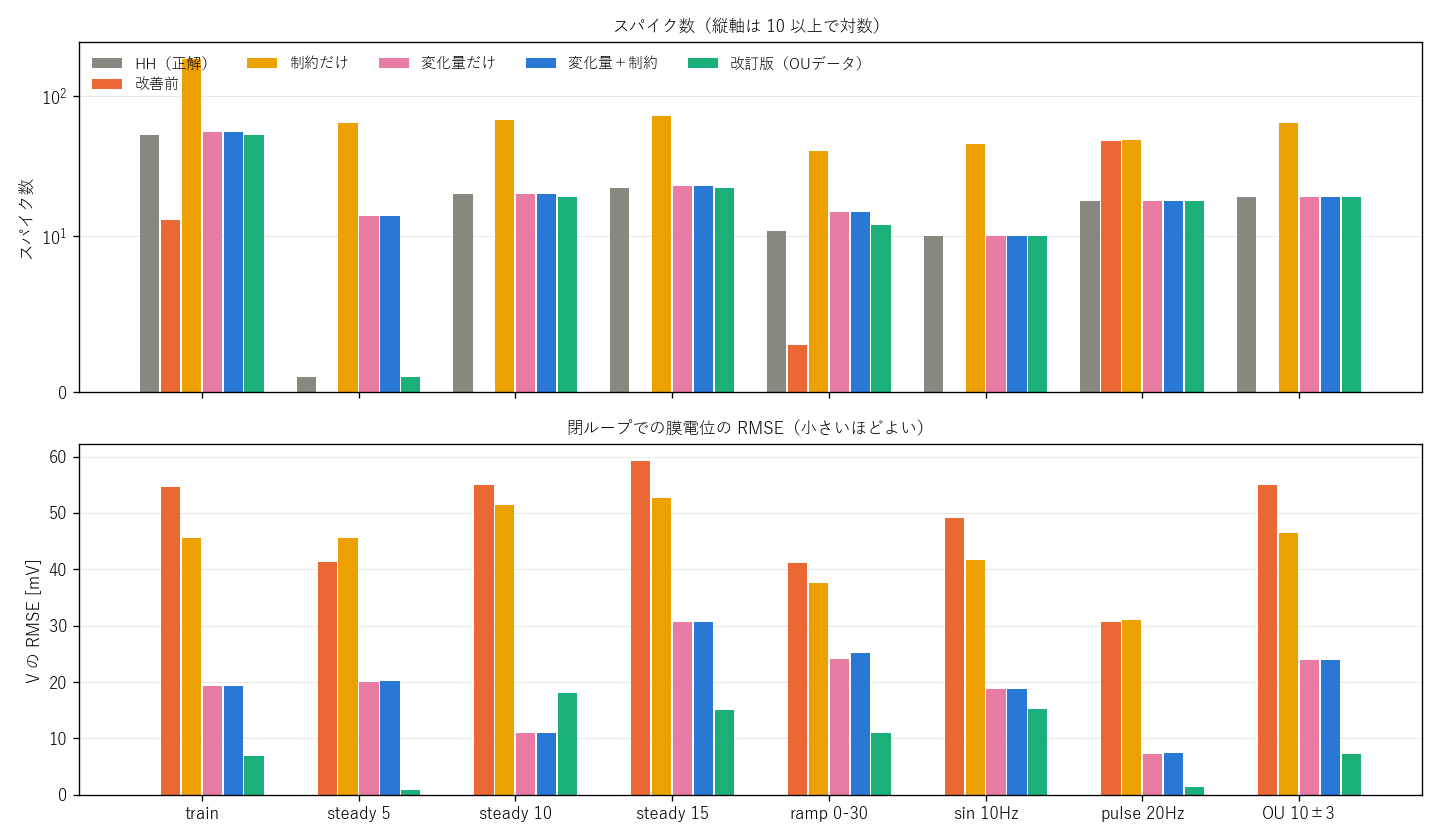 スパイク数（縦軸は 10 以上で対数）
HH（正解） 制約だけ 変化量だけ 変化量＋制約 改訂版（OUデータ）
改善前
10²
10¹
0
スパイク数
閉ループでの膜電位の RMSE（小さいほどよい）
60
50
40
30
20
10
0
V の RMSE [mV]
train steady 5 steady 10 steady 15 ramp 0-30 sin 10Hz pulse 20Hz OU 10±3